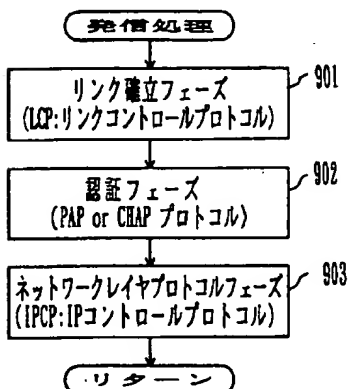 発信処理
リンク確立フェーズ
(LCP:リンクコントロールプロトコル)
901
認証フェーズ
(PAP or CHAP プロトコル)
902
ネットワークレイヤプロトコルフェーズ
(IPCP:IPコントロールプロトコル)
903
リターン